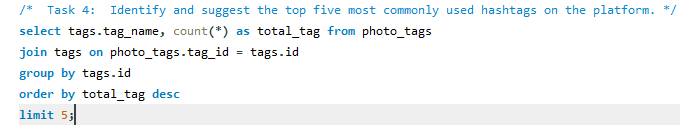 /*  Task 4:  Identify and suggest the top five most commonly used hashtags on the platform. */
select tags.tag_name, count(*) as total_tag from photo_tags
join tags on photo_tags.tag_id = tags.id
group by tags.id
order by total_tag desc
limit 5;